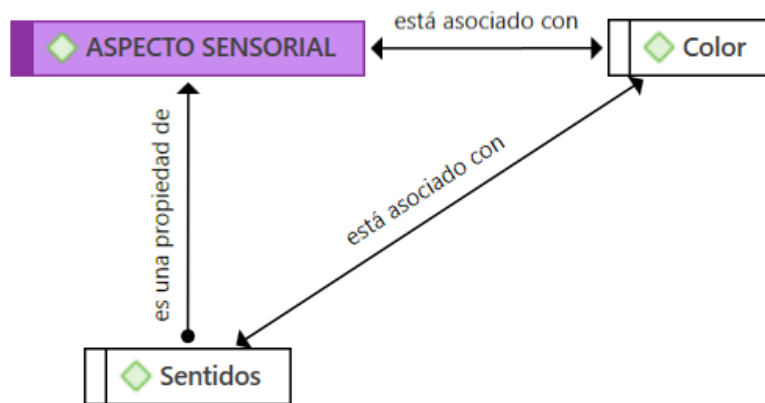 está asociado con
ASPECTO SENSORIAL
Color
es una propiedad de
está asociado con
Sentidos